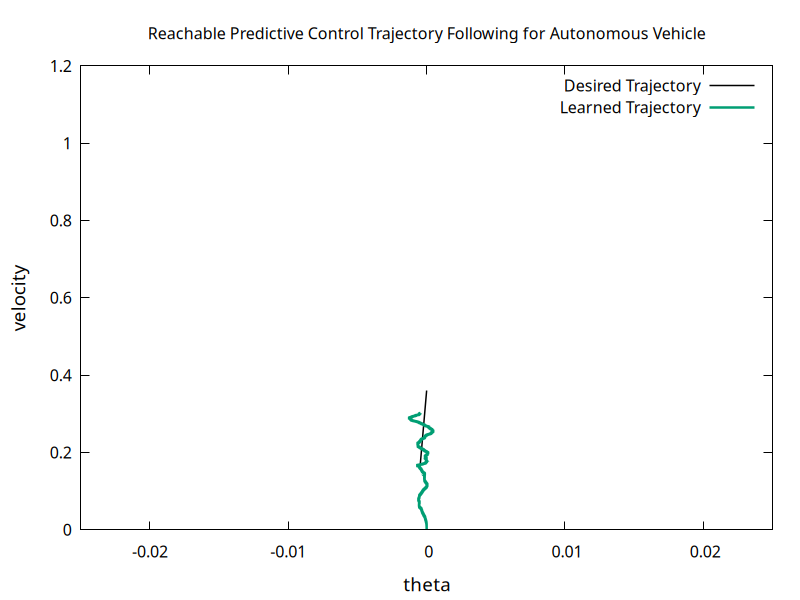 Reachable Predictive Control Trajectory Following for Autonomous Vehicle
Desired Trajectory
Learned Trajectory
1.2
1
0.8
0.6
0.4
0.2
0
velocity
-0.02 -0.01 0 0.01 0.02
theta